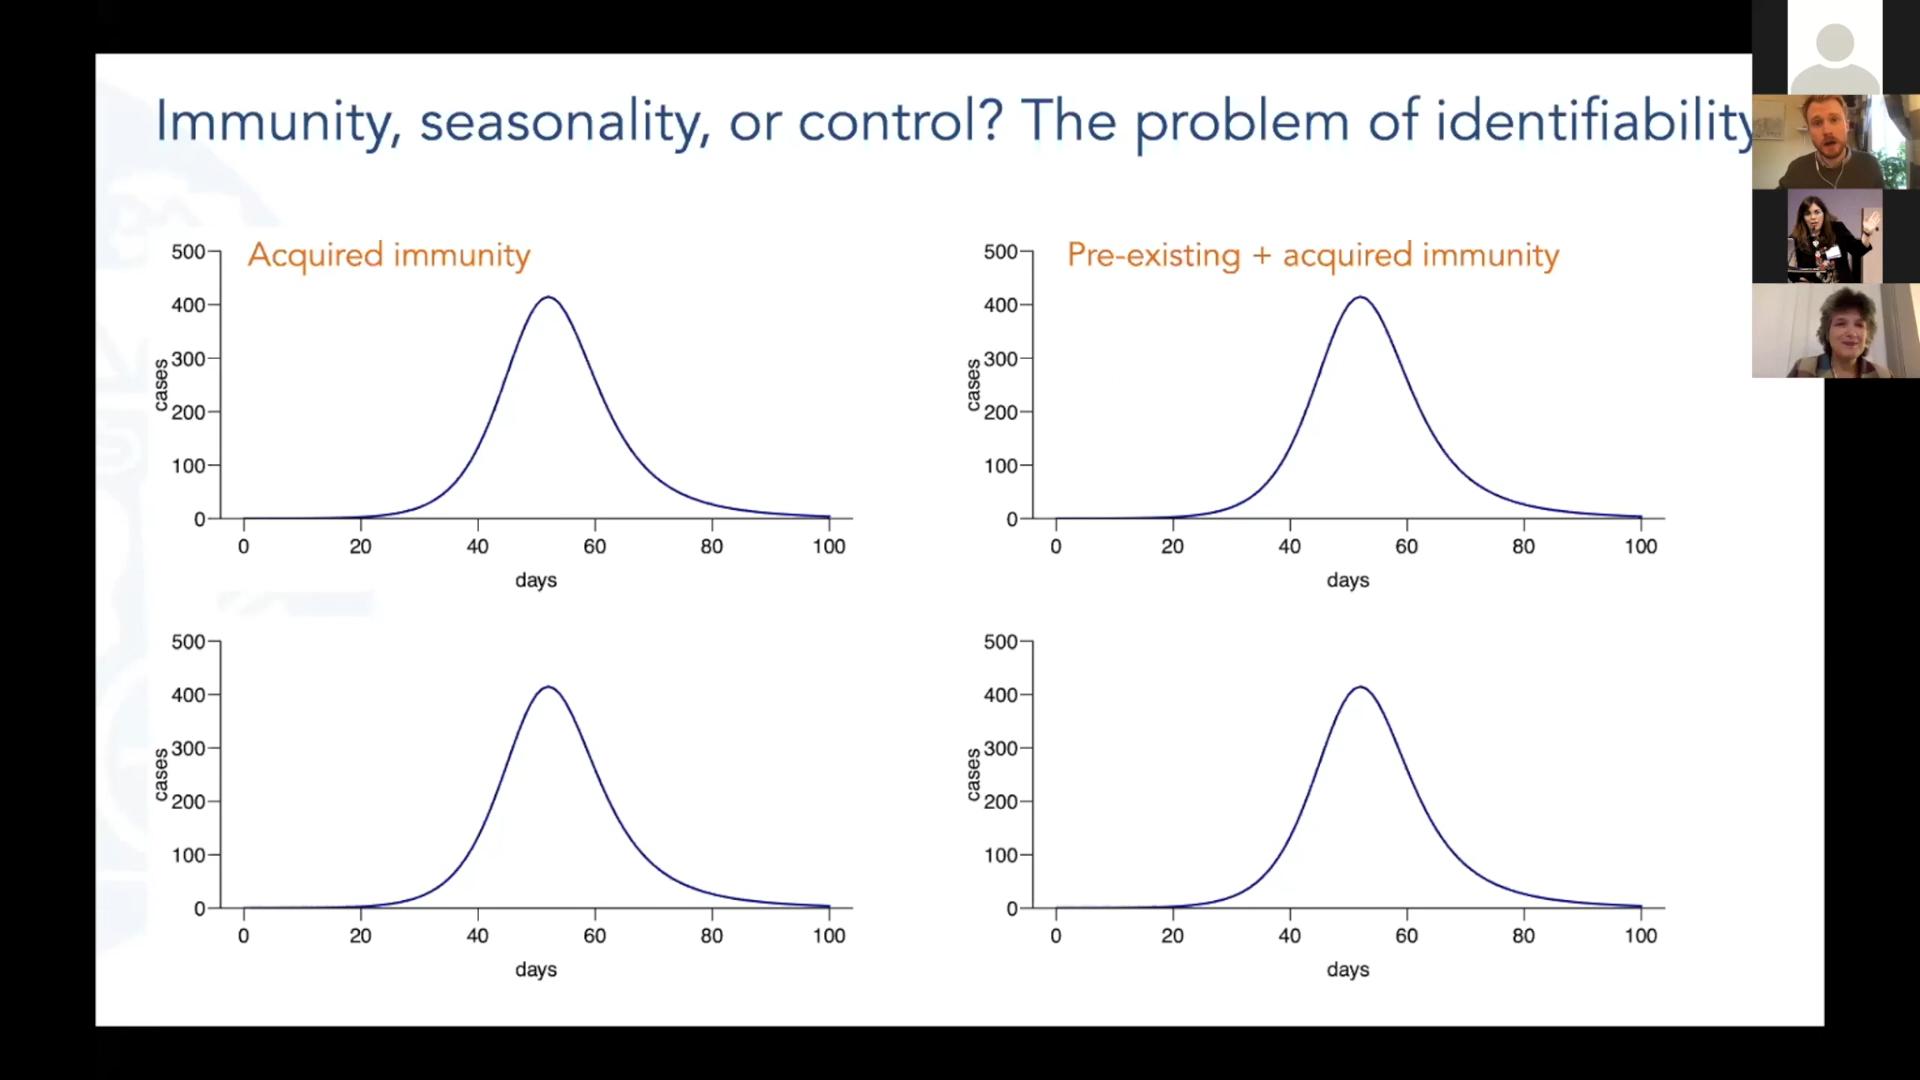 Immunity, seasonality, or control? The problem of identifiability
Acquired immunity
500
400
300
200
100
0
cases
0 20 40 60 80 100
days
Pre-existing + acquired immunity
500
400
300
200
100
0
cases
0 20 40 60 80 100
days
500
400
300
200
100
0
cases
0 20 40 60 80 100
days
500
400
300
200
100
0
cases
0 20 40 60 80 100
days